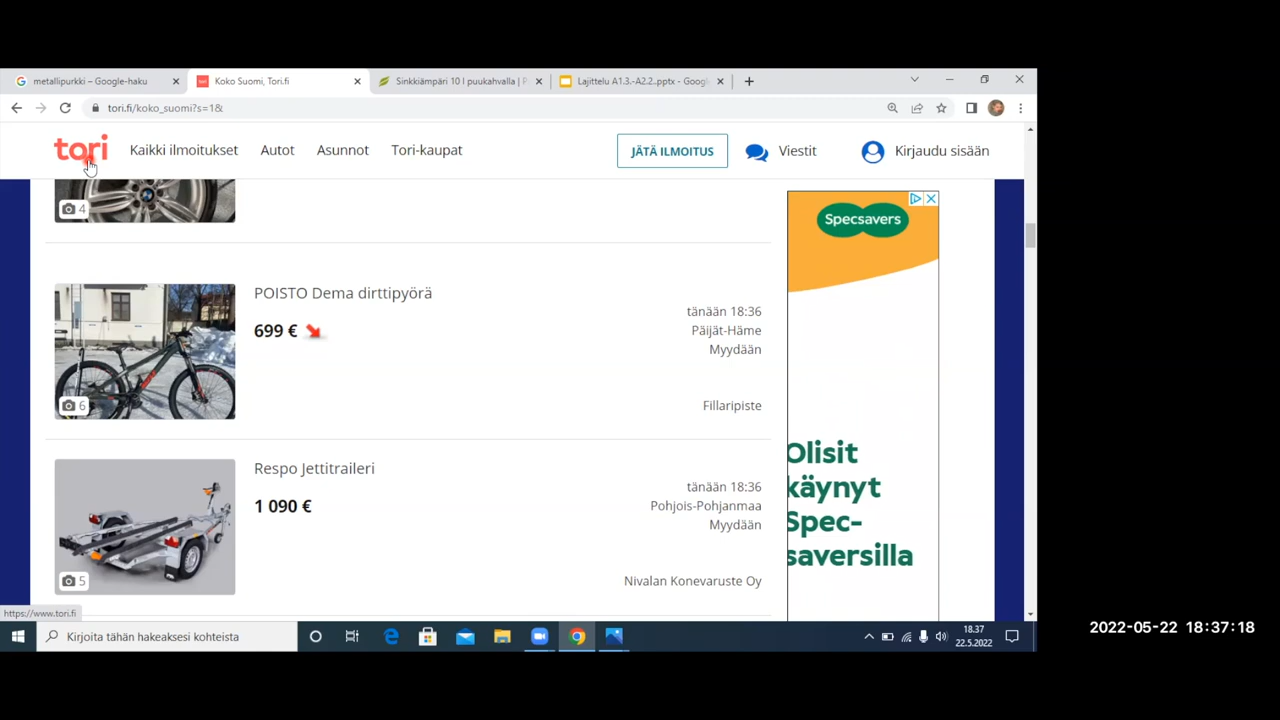 metallipurkki – Google-haku
Koko Suomi, Tori.fi
Sinkkiämpäri 10 l puukahvalla | P
Lajittelu A1.3.-A2.2..pptx - Goog
tori.fi/koko_suomi?s=1&
tori
Kaikki ilmoitukset
Autot
Asunnot
Tori-kaupat
JÄTÄ ILMOITUS
Viestit
Kirjaudu sisään
4
POISTO Dema dirttipyörä
699 €
tänään 18:36
Päijät-Häme
Myydään
Fillaripiste
6
Respo Jettitraileri
1 090 €
tänään 18:36
Pohjois-Pohjanmaa
Myydään
Nivalan Konevaruste Oy
5
Specsavers
Olisit
käynyt
Spec-
saversilla
https://www.tori.fi
Kirjoita tähän hakeaksesi kohteista
18.37
22.5.2022
2022-05-22 18:37:18